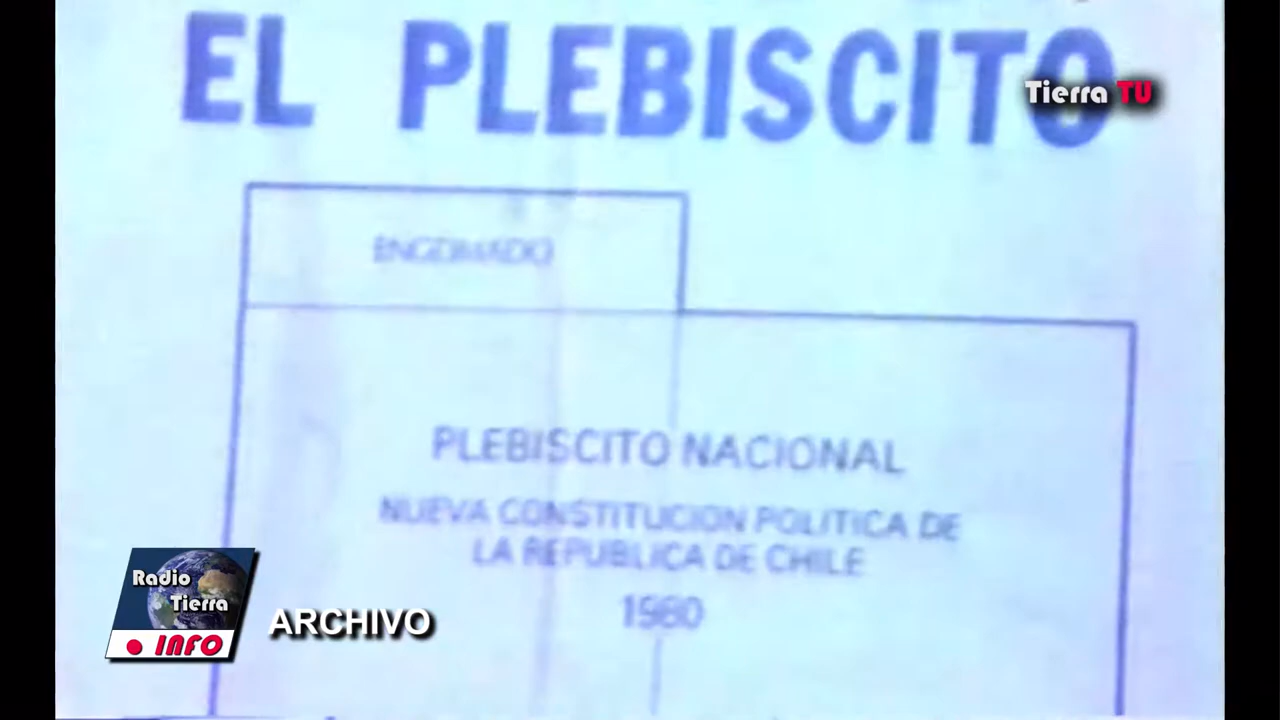 EL PLEBISCITO
Tierra TU
ENGOMADO
PLEBISCITO NACIONAL
NUEVA CONSTITUCION POLITICA DE
LA REPUBLICA DE CHILE
1980
Radio
Tierra
INFO
ARCHIVO